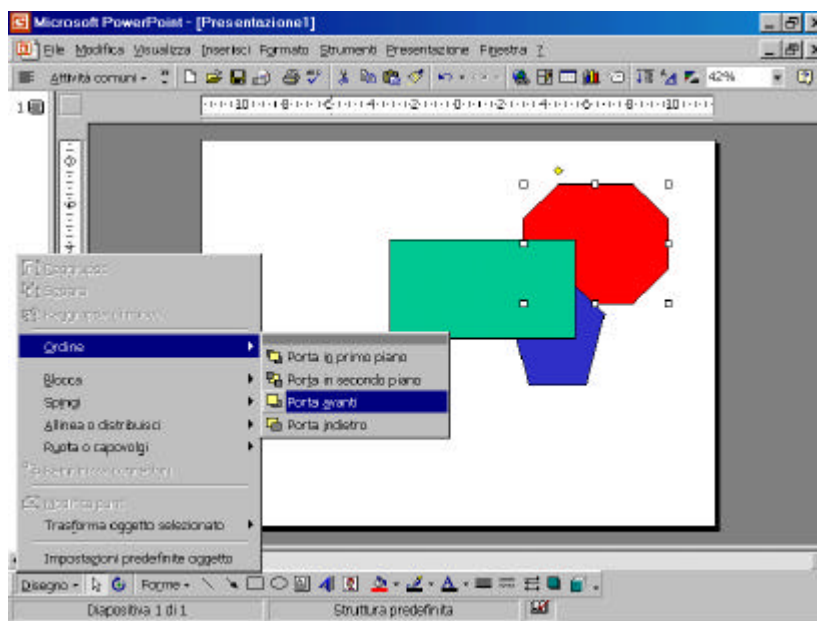 Microsoft PowerPoint - [Presentazione1]
File Modifica Visualizza Inserisci Formato Strumenti Presentazione Finestra ?
Attività comuni 42%
1
Ordine
Blocca
Spingi
Allinea o distribuisci
Ruota o capovolgi
Trasforma oggetto selezionato
Impostazioni predefinite oggetto
Porta in primo piano
Porta in secondo piano
Porta avanti
Porta indietro
Disegno Forme
Diapositiva 1 di 1 Struttura predefinita